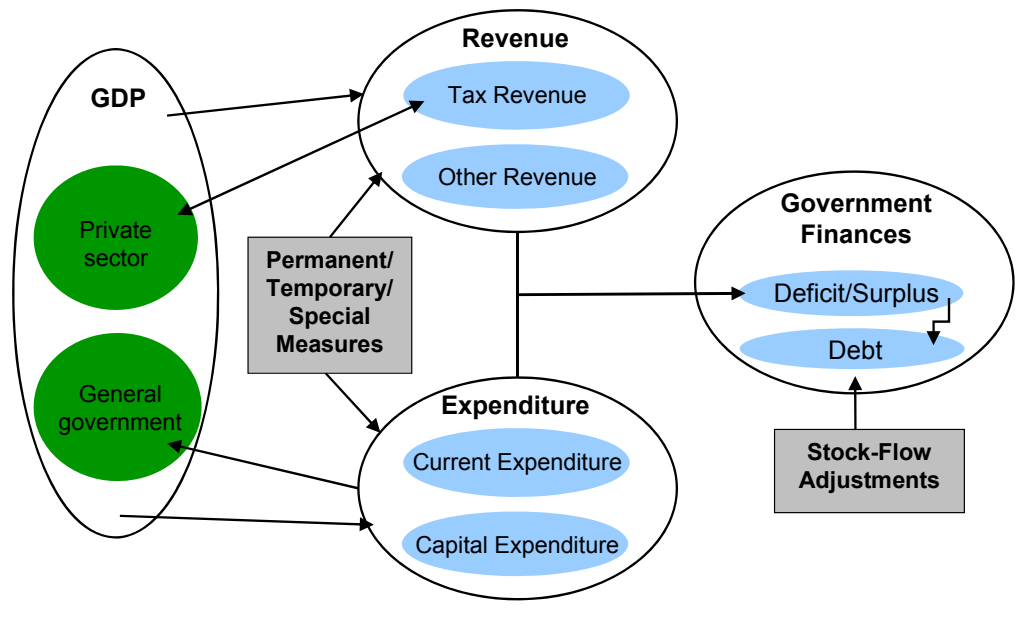 GDP
Private
sector
General
government
Revenue
Tax Revenue
Other Revenue
Permanent/
Temporary/
Special
Measures
Expenditure
Current Expenditure
Capital Expenditure
Government
Finances
Deficit/Surplus
Debt
Stock-Flow
Adjustments